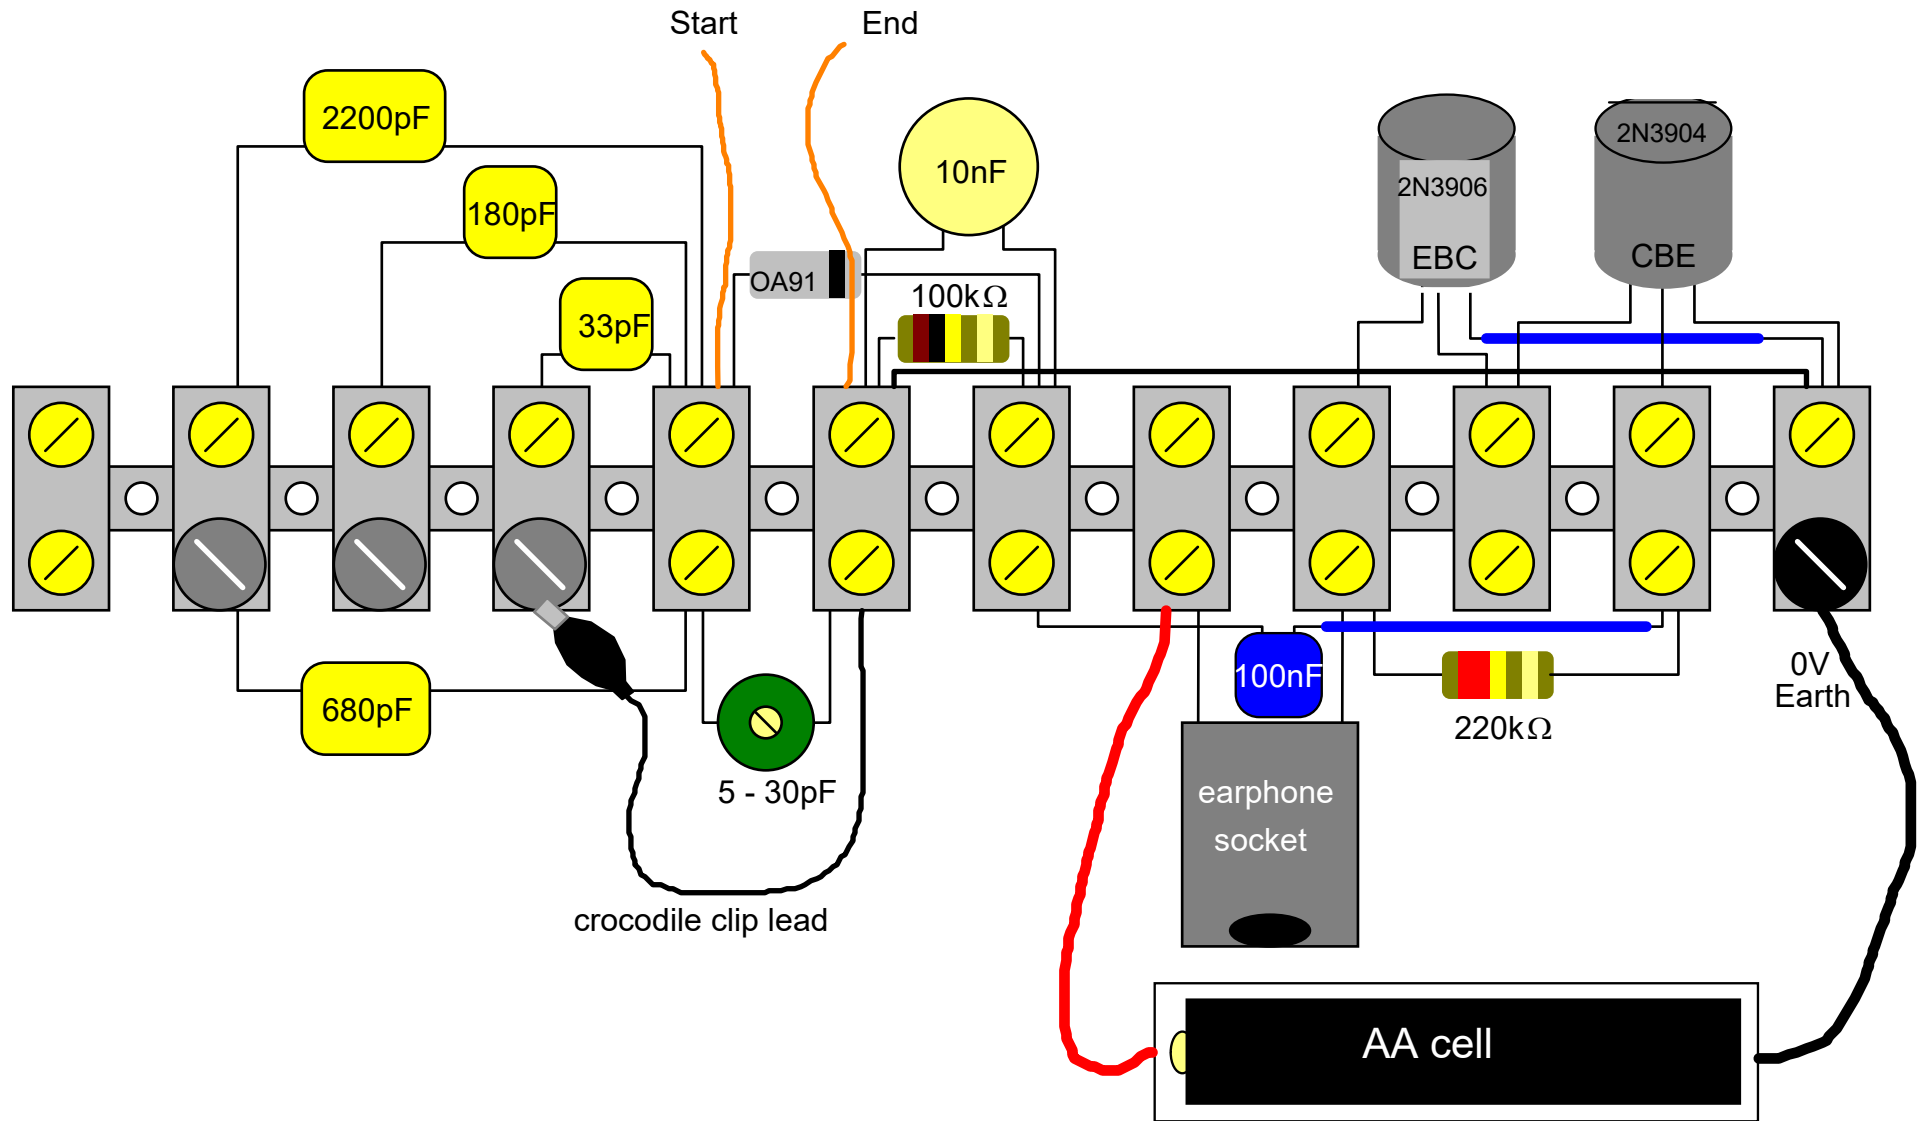 Start
End
2200pF
180pF
33pF
OA91
10nF
100kΩ
2N3906
EBC
2N3904
CBE
680pF
5 - 30pF
crocodile clip lead
100nF
220kΩ
0V
Earth
earphone
socket
AA cell